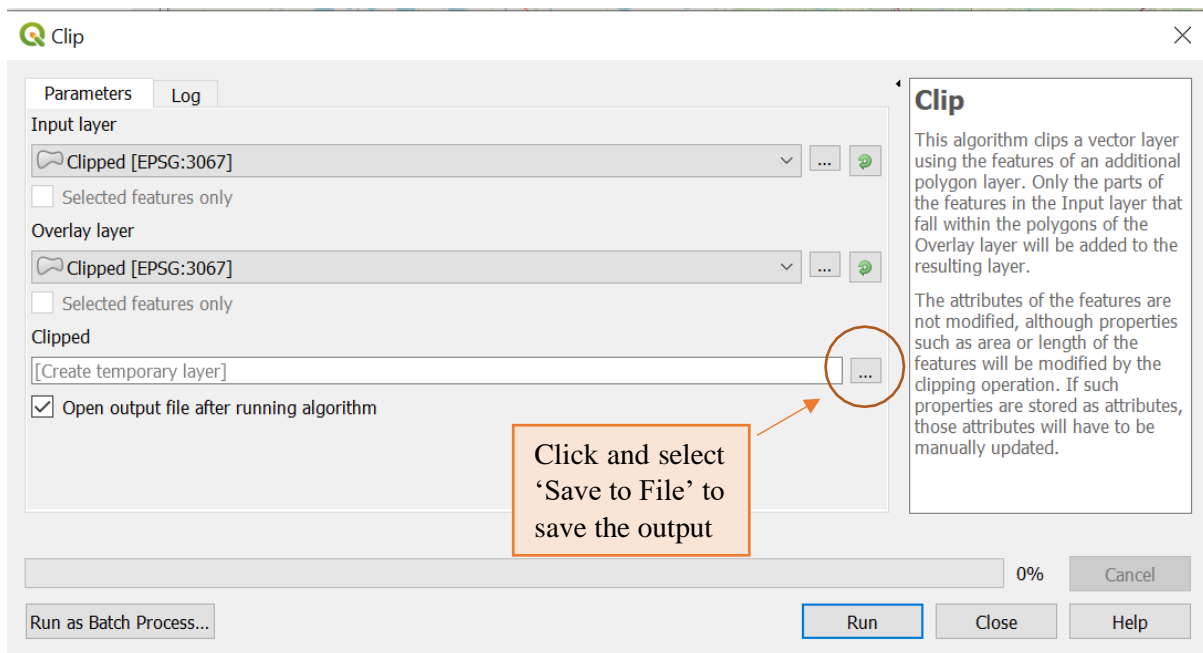 Clip
Parameters Log
Input layer
Clipped [EPSG:3067]
...
Selected features only
Overlay layer
Clipped [EPSG:3067]
...
Selected features only
Clipped
[Create temporary layer]
...
Open output file after running algorithm
Click and select
‘Save to File’ to
save the output
Clip
This algorithm clips a vector layer
using the features of an additional
polygon layer. Only the parts of
the features in the Input layer that
fall within the polygons of the
Overlay layer will be added to the
resulting layer.
The attributes of the features are
not modified, although properties
such as area or length of the
features will be modified by the
clipping operation. If such
properties are stored as attributes,
those attributes will have to be
manually updated.
0% Cancel
Run as Batch Process... Run Close Help